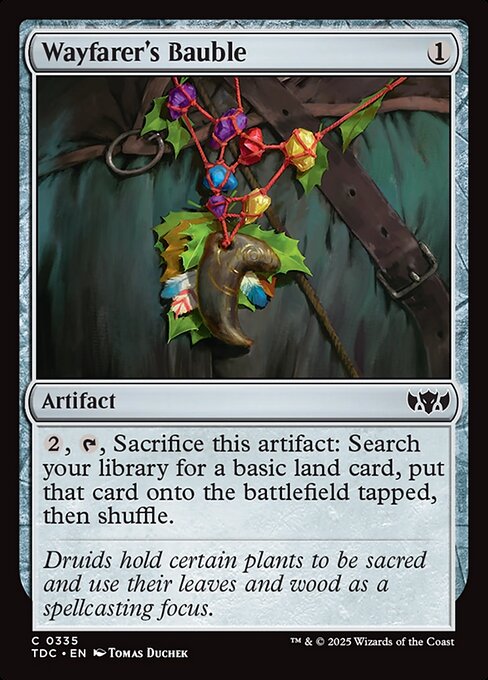 Wayfarer's Bauble 1
Artifact
2, T, Sacrifice this artifact: Search
your library for a basic land card, put
that card onto the battlefield tapped,
then shuffle.
Druids hold certain plants to be sacred
and use their leaves and wood as a
spellcasting focus.
C 0335
TDC • EN Tomas Duchek
™ & © 2025 Wizards of the Coast